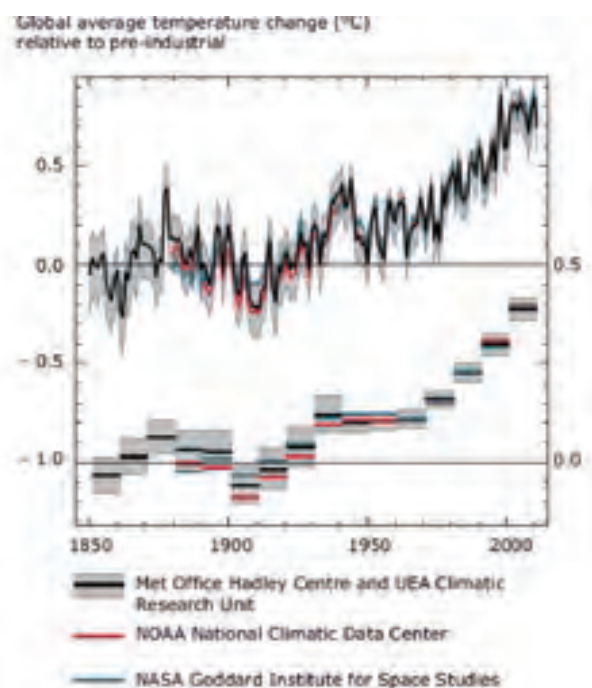 Global average temperature change (°C)
relative to pre-industrial
0.5
0.0
- 0.5
- 1.0
0.5
0.0
1850
1900
1950
2000
Met Office Hadley Centre and UEA Climatic
Research Unit
NOAA National Climatic Data Center
NASA Goddard Institute for Space Studies